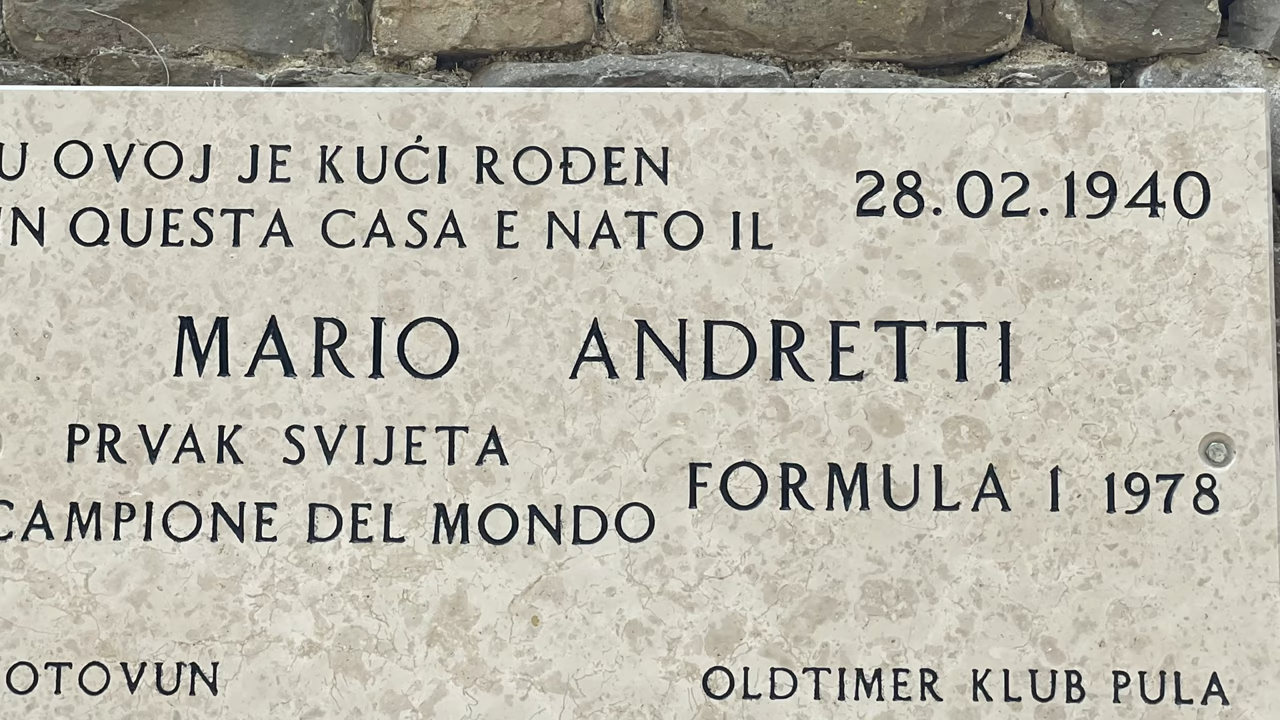 U OVOJ JE KUĆI ROĐEN
IN QUESTA CASA E NATO IL
28.02.1940
MARIO ANDRETTI
PRVAK SVIJETA
CAMPIONE DEL MONDO
FORMULA 1 1978
OTOVUN
OLDTIMER KLUB PULA